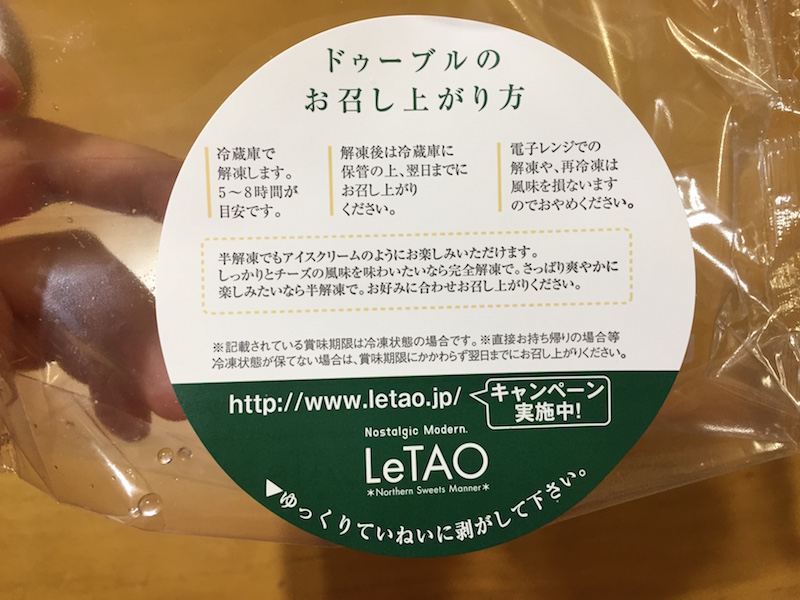 ドゥーブルの
お召し上がり方
冷蔵庫で
解凍します。
5～8時間が
目安です。
解凍後は冷蔵庫に
保管の上、翌日までに
お召し上がり
ください。
電子レンジでの
解凍や、再冷凍は
風味を損ないます
のでおやめください。
半解凍でもアイスクリームのようにお楽しみいただけます。
しっかりとチーズの風味を味わいたいなら完全解凍で。さっぱり爽やかに
楽しみたいなら半解凍で。お好みに合わせお召し上がりください。
※記載されている賞味期限は冷凍状態の場合です。※直接お持ち帰りの場合等
冷凍状態が保てない場合は、賞味期限にかかわらず翌日までにお召し上がりください。
http://www.letao.jp/
キャンペーン
実施中!
Nostalgic Modern.
LeTAO
*Northern Sweets Manner*
▶ゆっくりていねいに剥がして下さい。